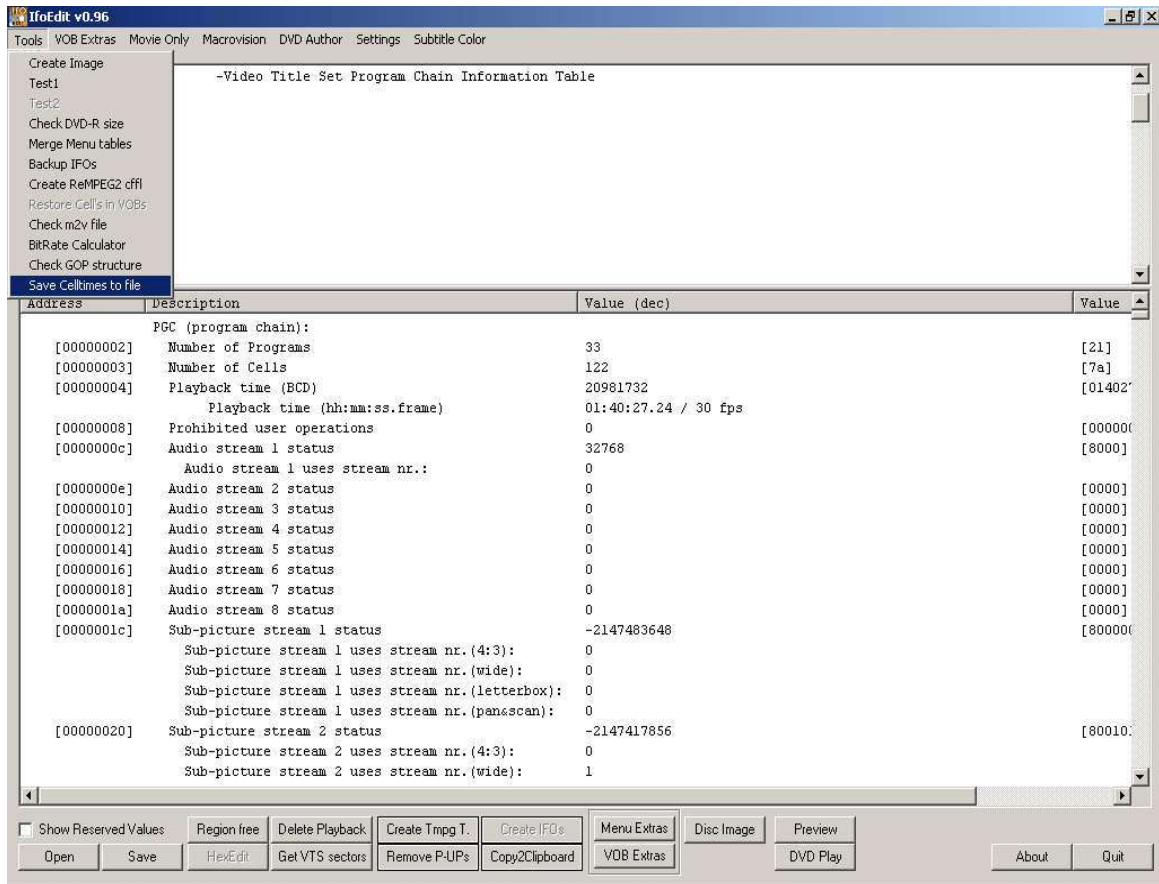 IfoEdit v0.96
Tools VOB Extras Movie Only Macrovision DVD Author Settings Subtitle Color
Create Image
Test1
Test2
Check DVD-R size
Merge Menu tables
Backup IFOs
Create ReMPEG2 cffl
Restore Cell's in VOBs
Check m2v file
BitRate Calculator
Check GOP structure
Save Celltimes to file
-Video Title Set Program Chain Information Table
Address Description Value (dec) Value
PGC (program chain):
[00000002] Number of Programs 33 [21]
[00000003] Number of Cells 122 [7a]
[00000004] Playback time (BCD) 20981732 [01402
Playback time (hh:mm:ss.frame) 01:40:27.24 / 30 fps
[00000008] Prohibited user operations 0 [00000
[0000000c] Audio stream 1 status 32768 [8000]
Audio stream 1 uses stream nr.: 0
[0000000e] Audio stream 2 status 0 [0000]
[00000010] Audio stream 3 status 0 [0000]
[00000012] Audio stream 4 status 0 [0000]
[00000014] Audio stream 5 status 0 [0000]
[00000016] Audio stream 6 status 0 [0000]
[00000018] Audio stream 7 status 0 [0000]
[0000001a] Audio stream 8 status 0 [0000]
[0000001c] Sub-picture stream 1 status -2147483648 [80000
Sub-picture stream 1 uses stream nr.(4:3): 0
Sub-picture stream 1 uses stream nr.(wide): 0
Sub-picture stream 1 uses stream nr.(letterbox): 0
Sub-picture stream 1 uses stream nr.(pan&scan): 0
[00000020] Sub-picture stream 2 status -2147417856 [80010
Sub-picture stream 2 uses stream nr.(4:3): 0
Sub-picture stream 2 uses stream nr.(wide): 1
Show Reserved Values Region free Delete Playback Create Tmpg T. Create IFOs Menu Extras Disc Image Preview
Open Save HexEdit Get VTS sectors Remove P-UPs Copy2Clipboard VOB Extras DVD Play About Quit